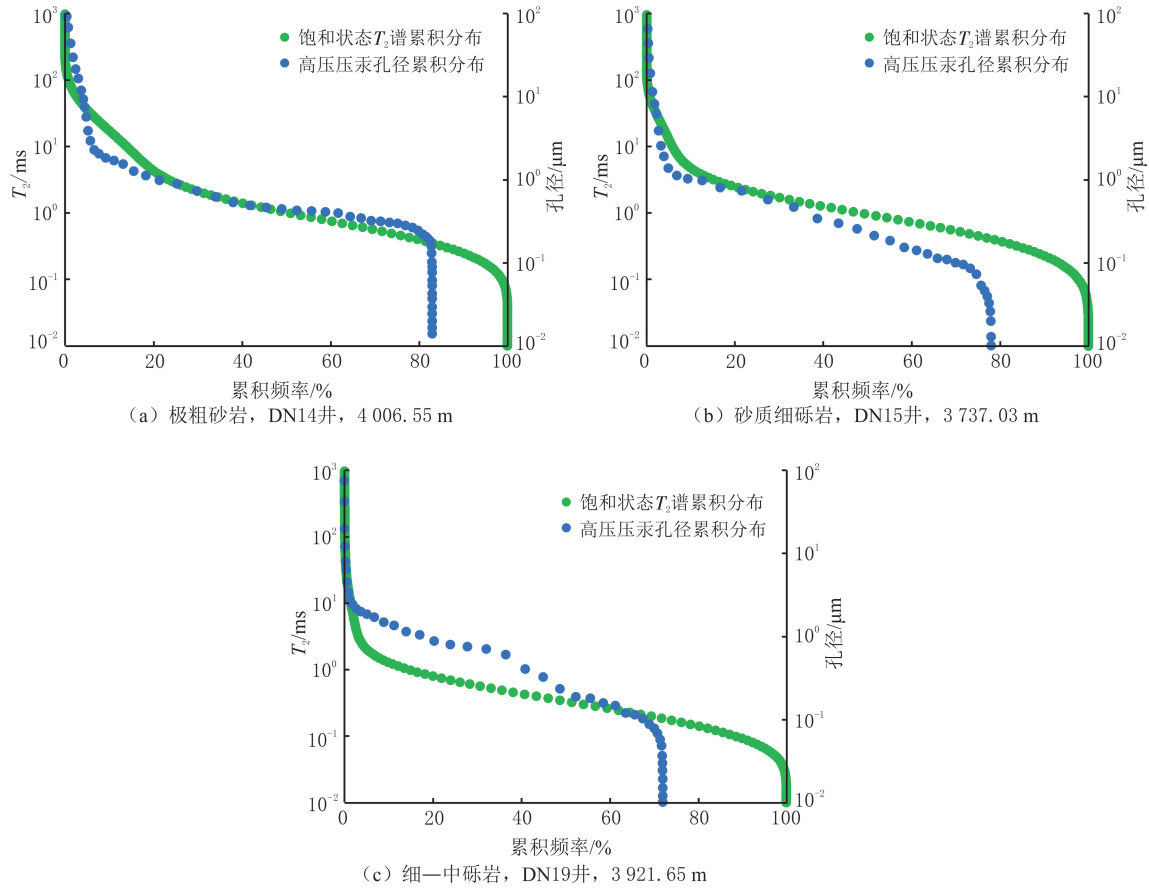 10³
10²
10¹
10⁰
10⁻¹
10⁻²
T₂/ms
饱和状态T₂谱累积分布
高压压汞孔径累积分布
10²
10¹
10⁰
10⁻¹
10⁻²
孔径/μm
0 20 40 60 80 100
累积频率/%
(a) 极粗砂岩，DN14井，4 006.55 m
10³
10²
10¹
10⁰
10⁻¹
10⁻²
T₂/ms
饱和状态T₂谱累积分布
高压压汞孔径累积分布
10²
10¹
10⁰
10⁻¹
10⁻²
孔径/μm
0 20 40 60 80 100
累积频率/%
(b) 砂质细砾岩，DN15井，3 737.03 m
10³
10²
10¹
10⁰
10⁻¹
10⁻²
T₂/ms
饱和状态T₂谱累积分布
高压压汞孔径累积分布
10²
10¹
10⁰
10⁻¹
10⁻²
孔径/μm
0 20 40 60 80 100
累积频率/%
(c) 细—中砾岩，DN19井，3 921.65 m